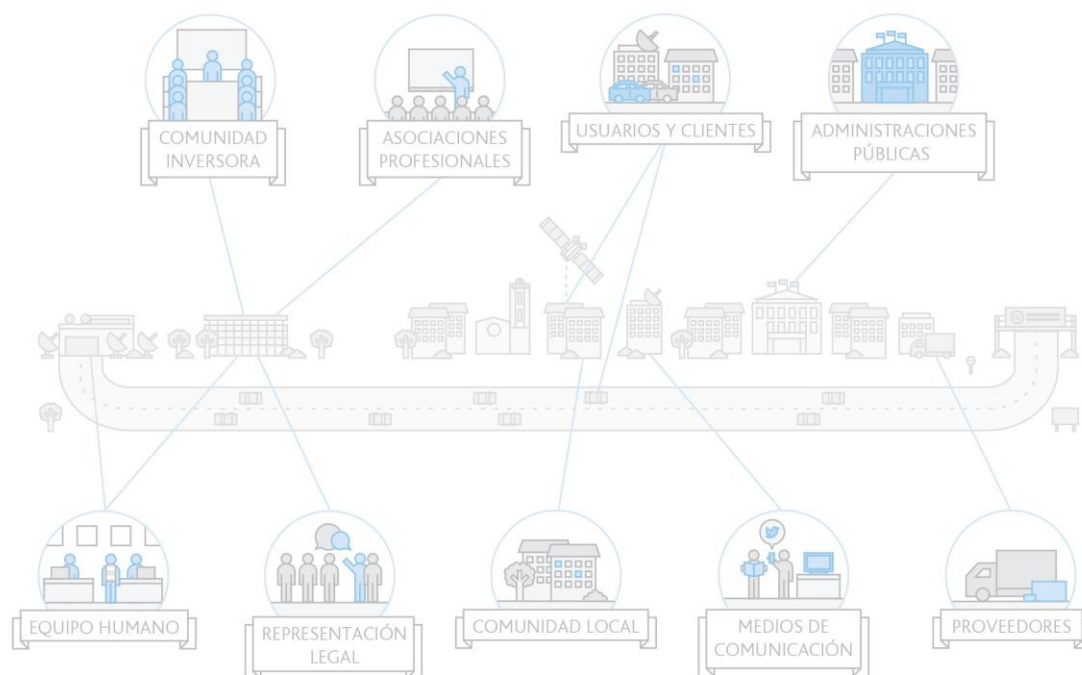 COMUNIDAD
INVERSORA
ASOCIACIONES
PROFESIONALES
USUARIOS Y CLIENTES
ADMINISTRACIONES
PÚBLICAS
EQUIPO HUMANO
REPRESENTACIÓN
LEGAL
COMUNIDAD LOCAL
MEDIOS DE
COMUNICACIÓN
PROVEEDORES